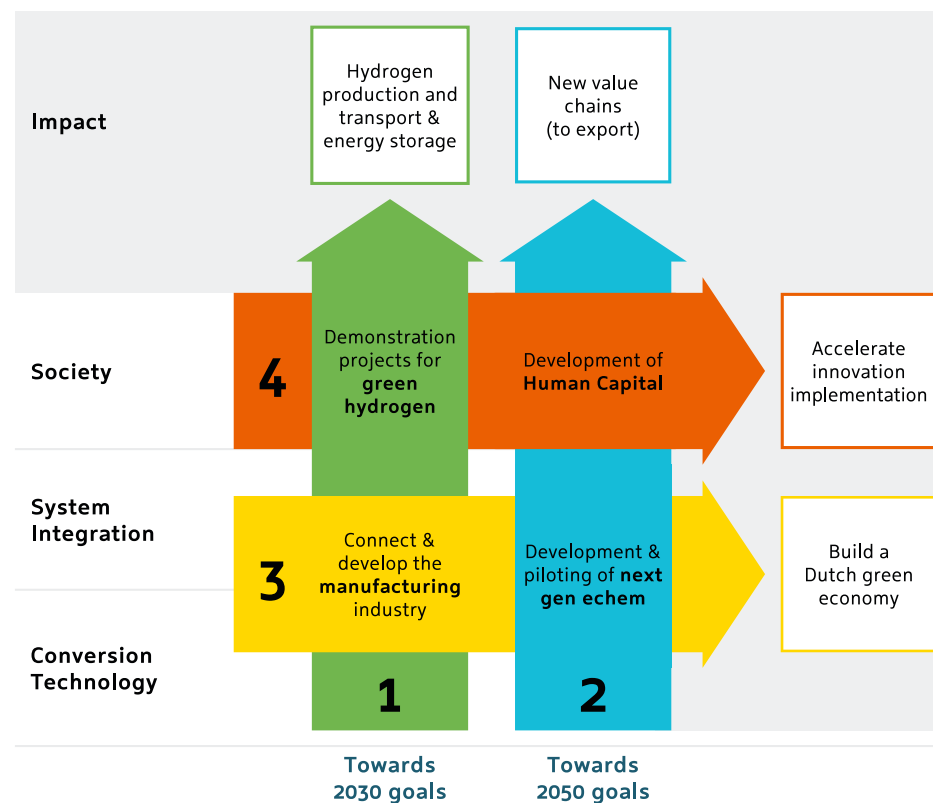 Impact
Hydrogen
production and
transport &
energy storage
New value
chains
(to export)
Society
4
Demonstration
projects for
green
hydrogen
Development of
Human Capital
Accelerate
innovation
implementation
System
Integration
3
Connect &
develop the
manufacturing
industry
Development &
piloting of next
gen echem
Build a
Dutch green
economy
Conversion
Technology
1
2
Towards
2030 goals
Towards
2050 goals